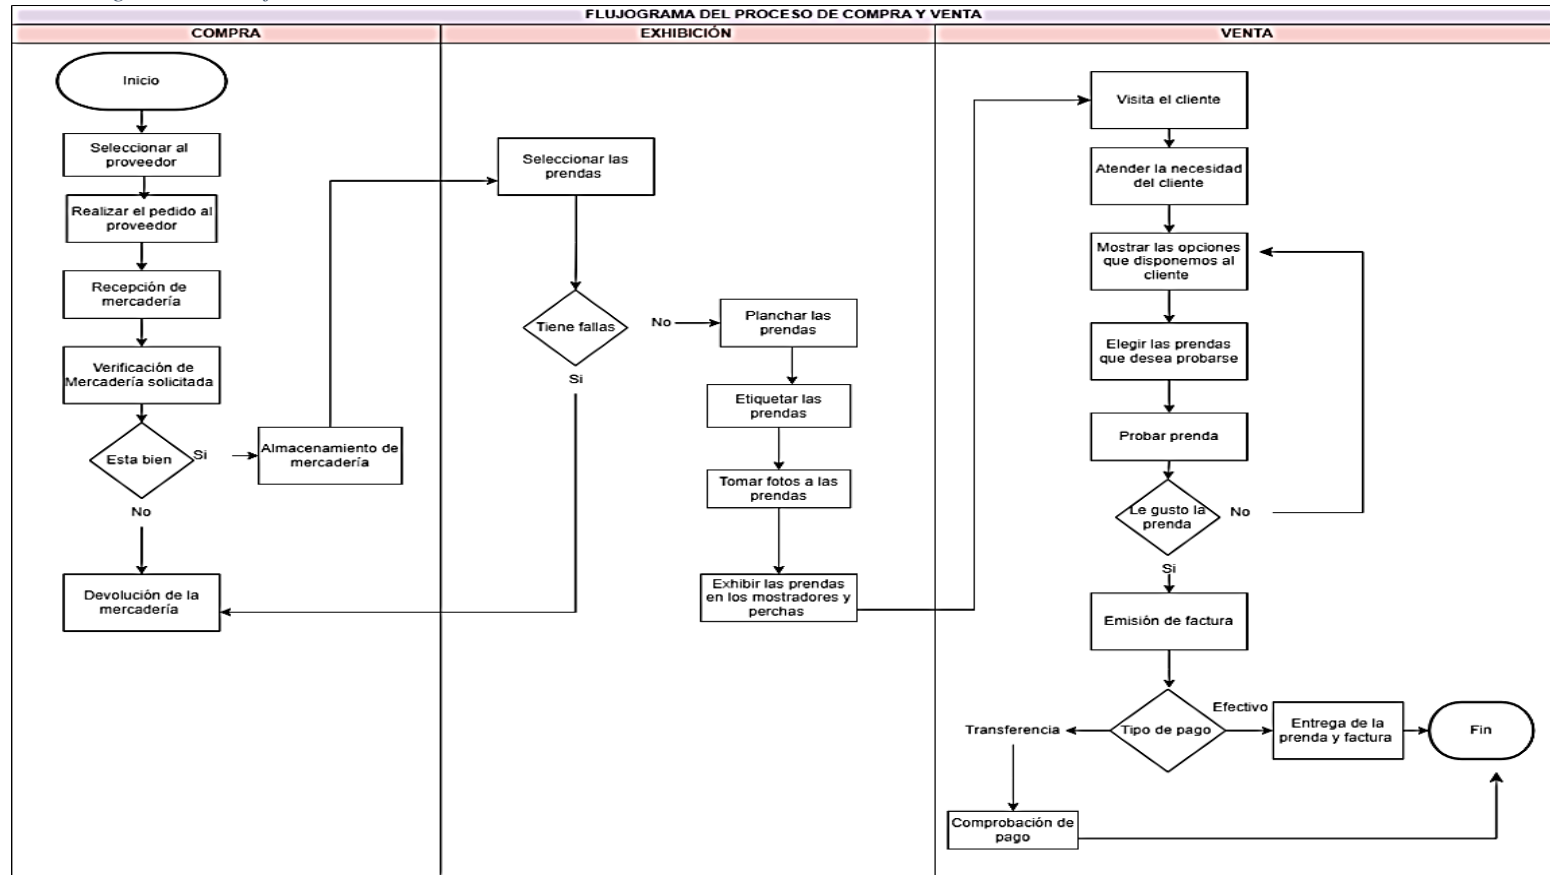 FLUJOGRAMA DEL PROCESO DE COMPRA Y VENTA
COMPRA
EXHIBICIÓN
VENTA
Inicio
Seleccionar al
proveedor
Realizar el pedido al
proveedor
Recepción de
mercadería
Verificación de
Mercadería solicitada
Esta bien
Si
Almacenamiento de
mercadería
No
Devolución de la
mercadería
Seleccionar las
prendas
Tiene fallas
No
Si
Planchar las
prendas
Etiquetar las
prendas
Tomar fotos a las
prendas
Exhibir las prendas
en los mostradores y
perchas
Visita el cliente
Atender la necesidad
del cliente
Mostrar las opciones
que disponemos al
cliente
Elegir las prendas
que desea probarse
Probar prenda
Le gusto la
prenda
No
Si
Emisión de factura
Tipo de pago
Efectivo
Transferencia
Entrega de la
prenda y factura
Fin
Comprobación de
pago